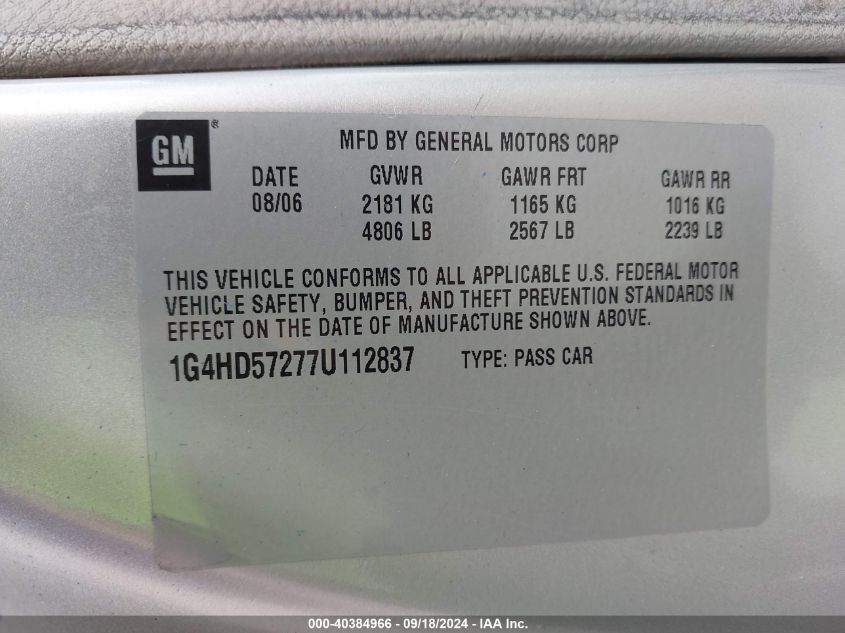 GM ®
MFD BY GENERAL MOTORS CORP
DATE GVWR GAWR FRT GAWR RR
08/06 2181 KG 1165 KG 1016 KG
4806 LB 2567 LB 2239 LB
THIS VEHICLE CONFORMS TO ALL APPLICABLE U.S. FEDERAL MOTOR
VEHICLE SAFETY, BUMPER, AND THEFT PREVENTION STANDARDS IN
EFFECT ON THE DATE OF MANUFACTURE SHOWN ABOVE.
1G4HD57277U112837 TYPE: PASS CAR
000-40384966 - 09/18/2024 - IAA Inc.